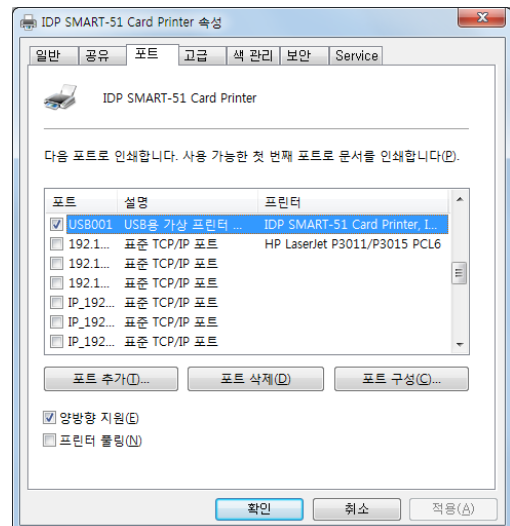 IDP SMART-51 Card Printer 속성
일반 공유 포트 고급 색 관리 보안 Service
IDP SMART-51 Card Printer
다음 포트로 인쇄합니다. 사용 가능한 첫 번째 포트로 문서를 인쇄합니다(P).
포트 설명 프린터
USB001 USB용 가상 프린터 ... IDP SMART-51 Card Printer, I...
192.1... 표준 TCP/IP 포트 HP LaserJet P3011/P3015 PCL6
192.1... 표준 TCP/IP 포트
192.1... 표준 TCP/IP 포트
IP_192... 표준 TCP/IP 포트
IP_192... 표준 TCP/IP 포트
IP_192... 표준 TCP/IP 포트
포트 추가(T)... 포트 삭제(D) 포트 구성(C)...
양방향 지원(E)
프린터 풀링(N)
확인 취소 적용(A)